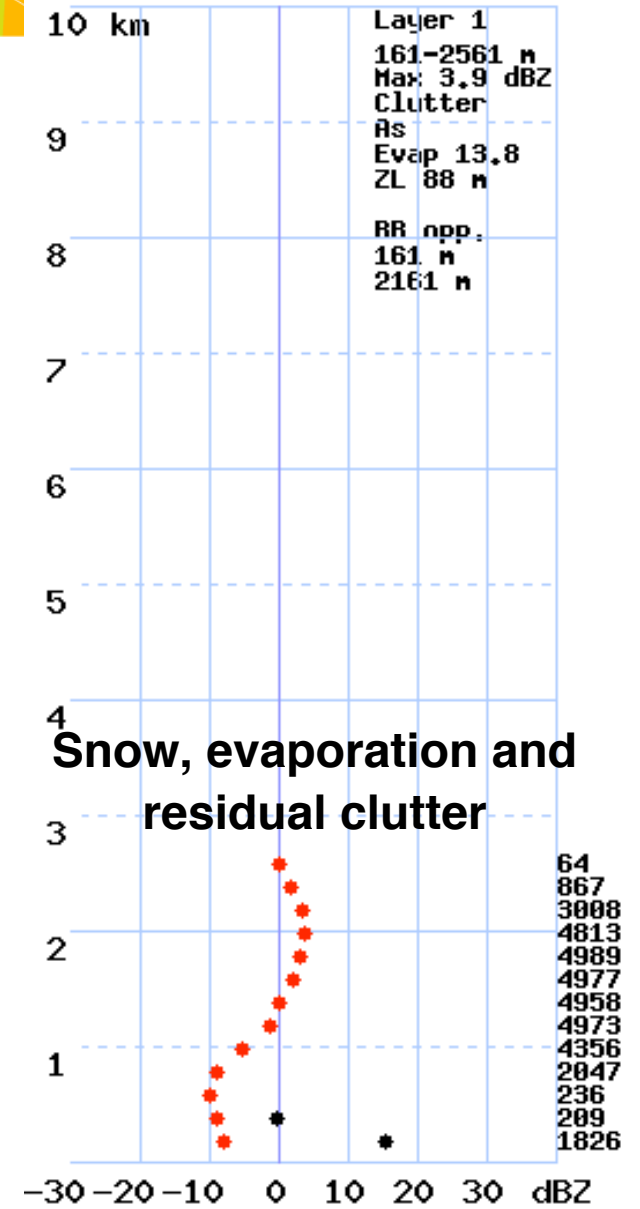 10 km
Layer 1
161-2561 m
Max 3.9 dBZ
Clutter
As
Evap 13.8
ZL 88 m
RR opp.
161 m
2161 m
9
8
7
6
5
4
Snow, evaporation and
residual clutter
3
64
867
3008
4813
2
4989
4977
4958
4973
4356
1
2047
236
209
1826
-30 -20 -10 0 10 20 30 dBZ